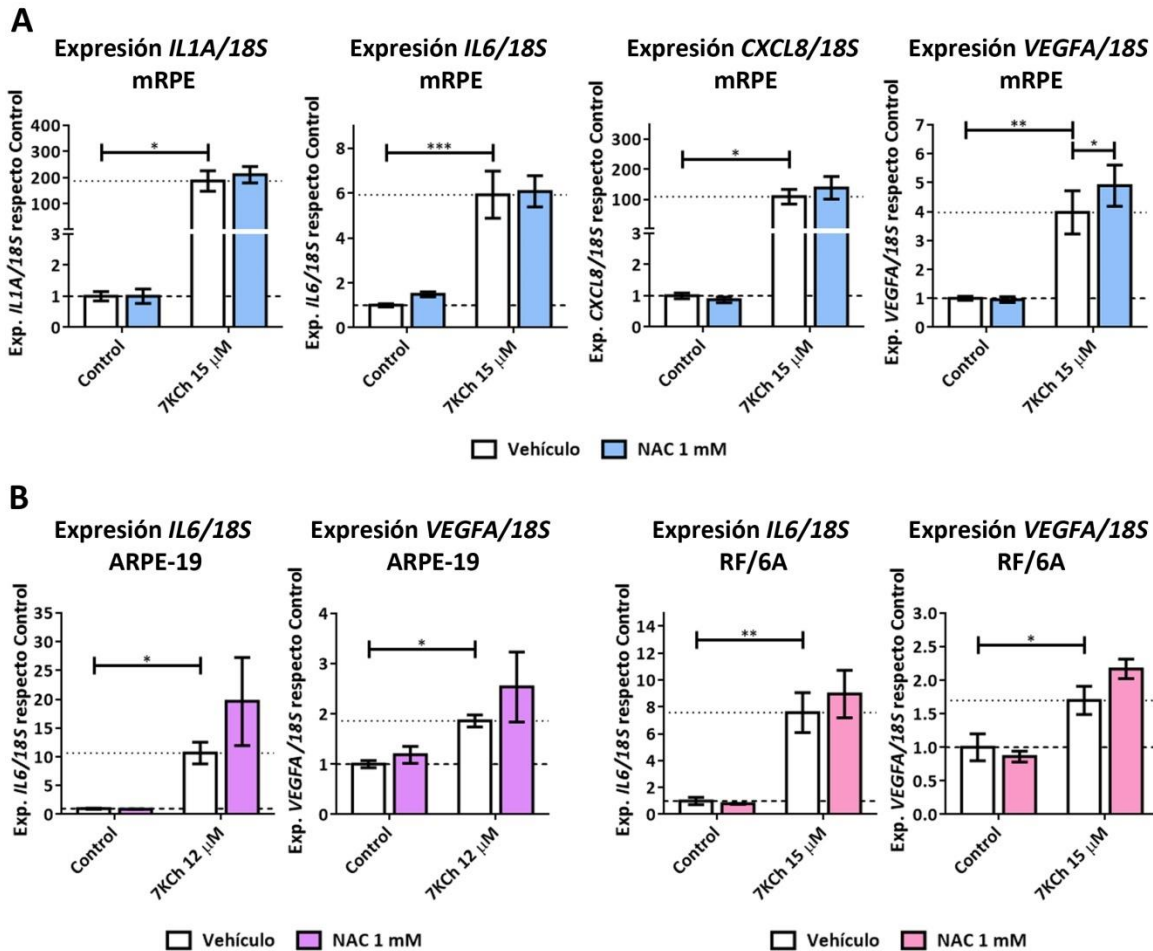 A
Expresión IL1A/18S
mRPE
Exp. IL1A/18S respecto Control
400
300
200
100
3
2
1
0
*
Control
7KCh 15 μM
Expresión IL6/18S
mRPE
Exp. IL6/18S respecto Control
8
6
4
2
0
***
Control
7KCh 15 μM
Expresión CXCL8/18S
mRPE
Exp. CXCL8/18S respecto Control
300
200
100
3
2
1
0
*
Control
7KCh 15 μM
Expresión VEGFA/18S
mRPE
Exp. VEGFA/18S respecto Control
7
6
5
4
3
2
1
0
**
*
Control
7KCh 15 μM
Vehículo
NAC 1 mM
B
Expresión IL6/18S
ARPE-19
Exp. IL6/18S respecto Control
35
30
25
20
15
10
5
0
*
Control
7KCh 12 μM
Expresión VEGFA/18S
ARPE-19
Exp. VEGFA /18S respecto Control
4
3
2
1
0
*
Control
7KCh 12 μM
Expresión IL6/18S
RF/6A
Exp. IL6/18S respecto Control
14
12
10
8
6
4
2
0
**
Control
7KCh 15 μM
Expresión VEGFA/18S
RF/6A
Exp. VEGFA/18S respecto Control
3.0
2.5
2.0
1.5
1.0
0.5
0.0
*
Control
7KCh 15 μM
Vehículo
NAC 1 mM
Vehículo
NAC 1 mM